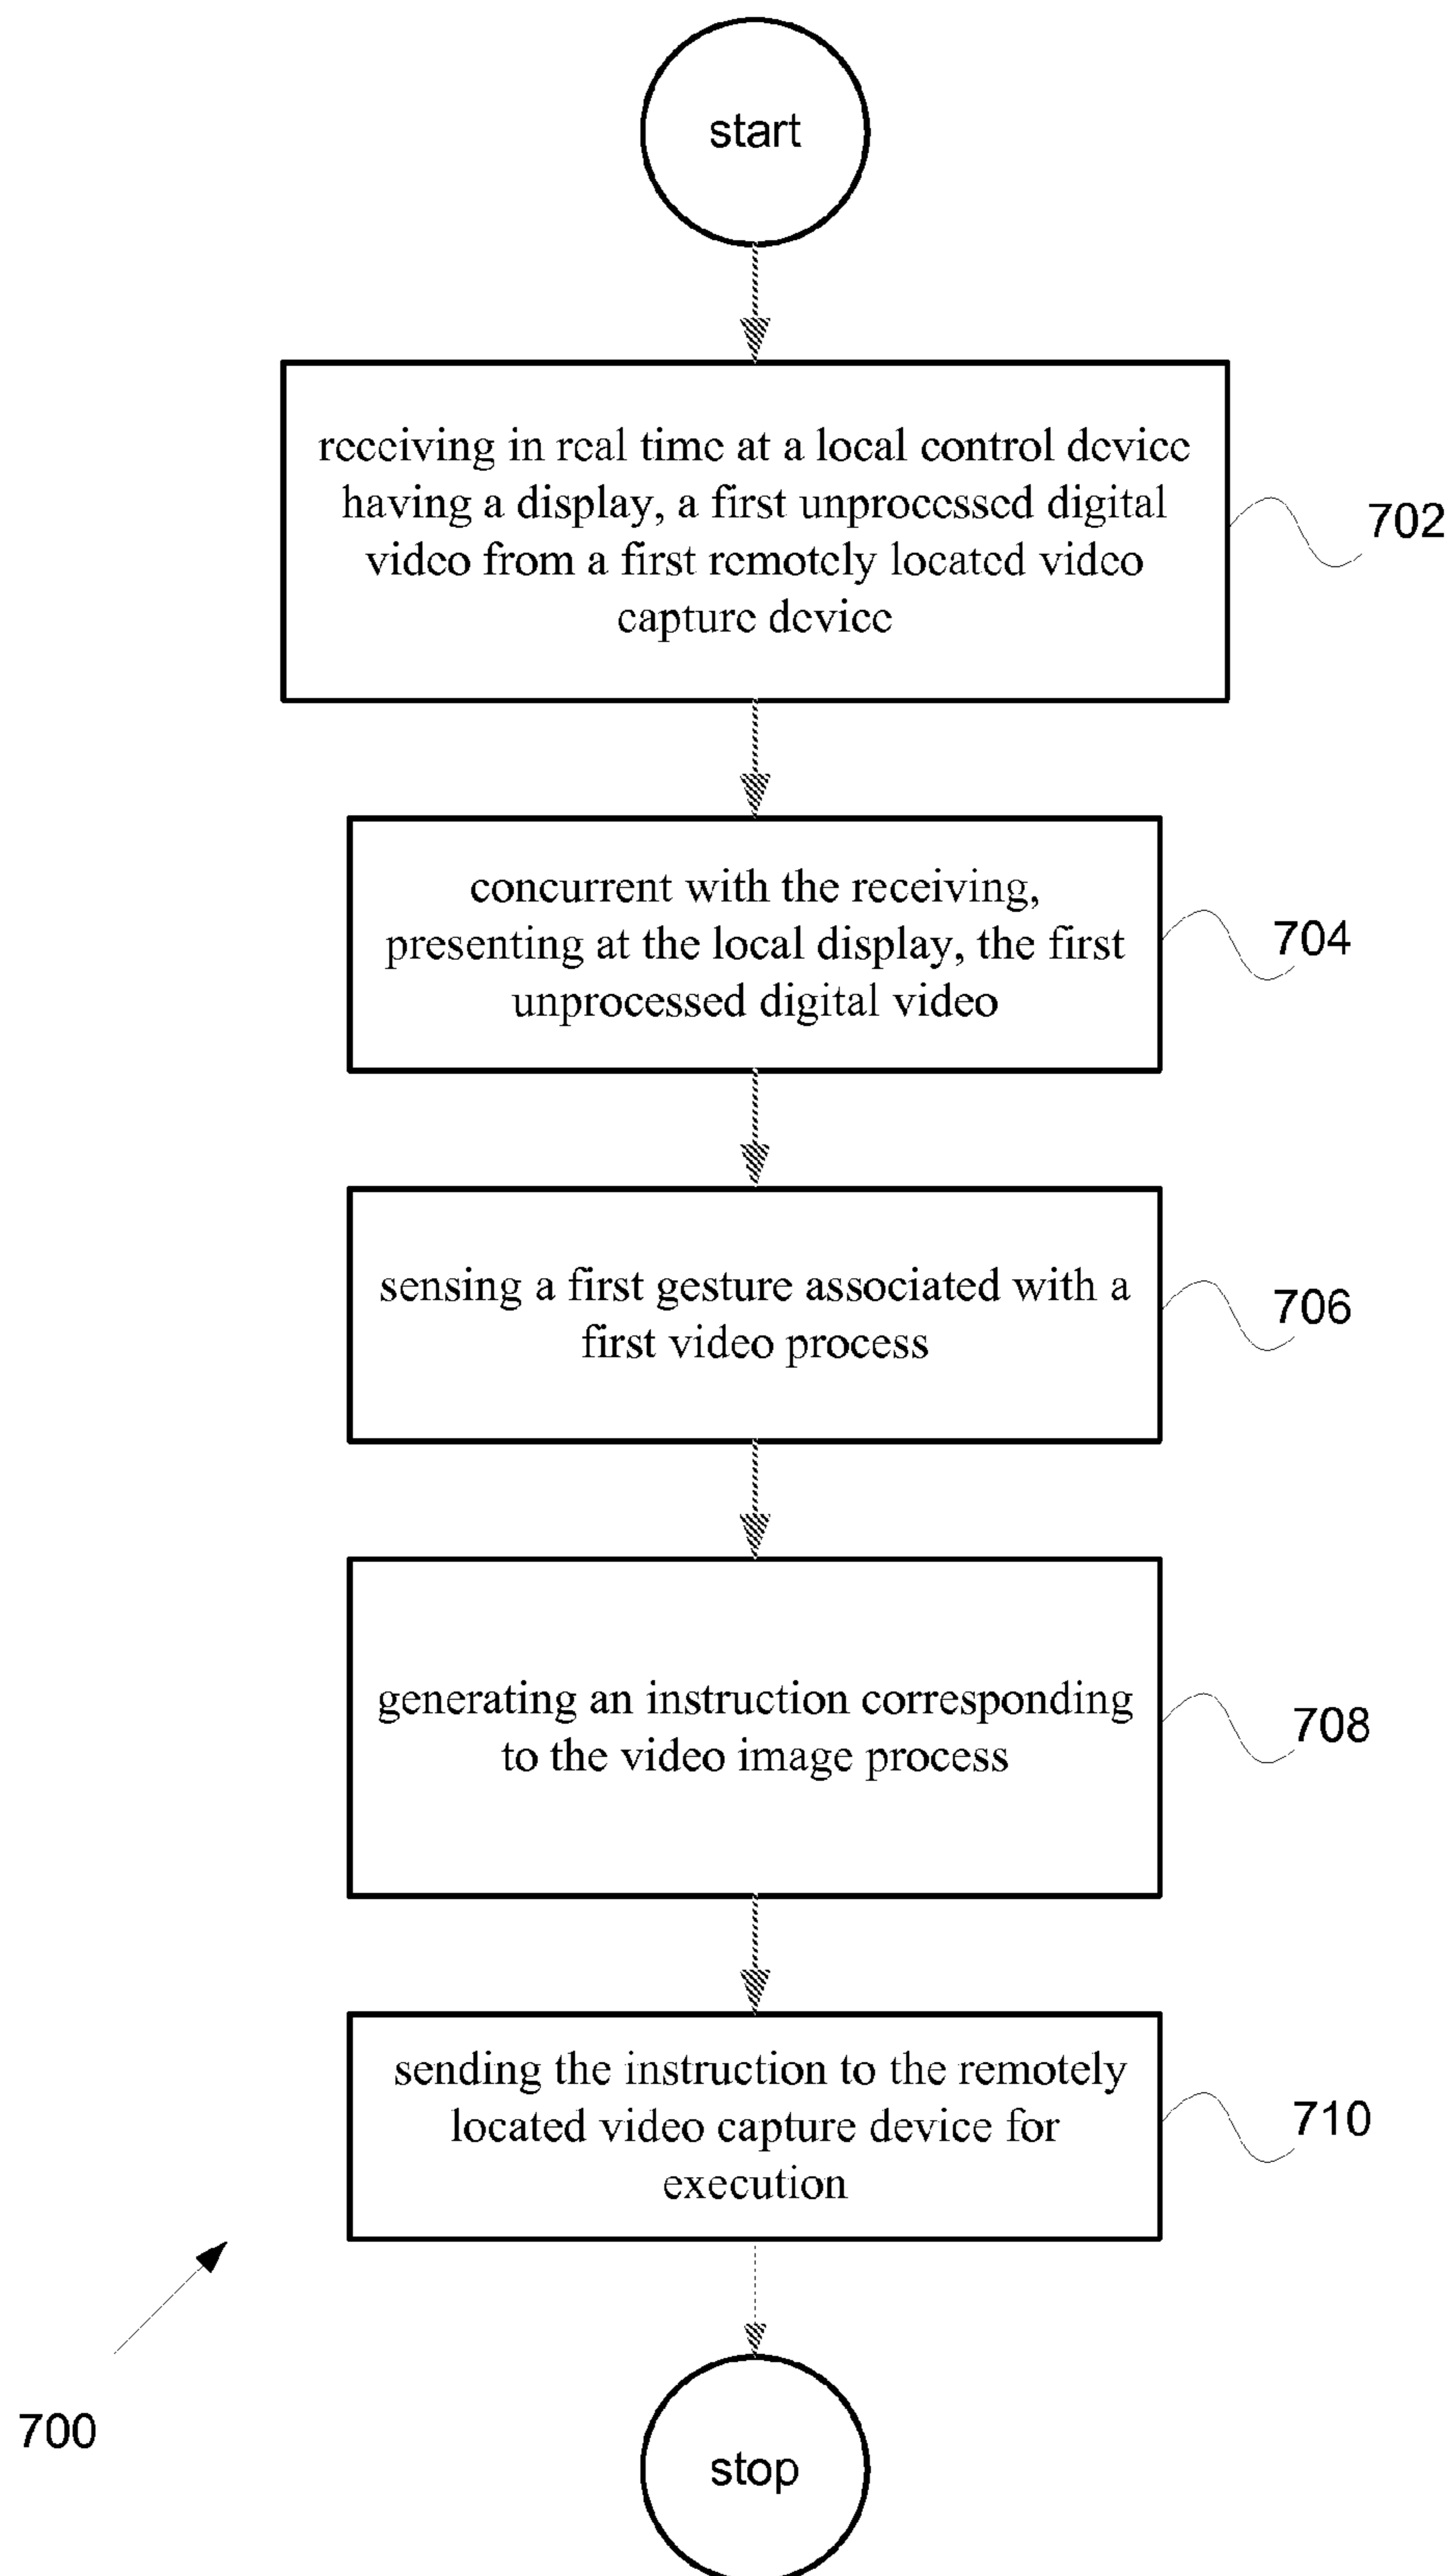 start
receiving in real time at a local control device
having a display, a first unprocessed digital
video from a first remotely located video
capture device
702
concurrent with the receiving,
presenting at the local display, the first
unprocessed digital video
704
sensing a first gesture associated with a
first video process
706
generating an instruction corresponding
to the video image process
708
sending the instruction to the remotely
located video capture device for
execution
710
700
stop